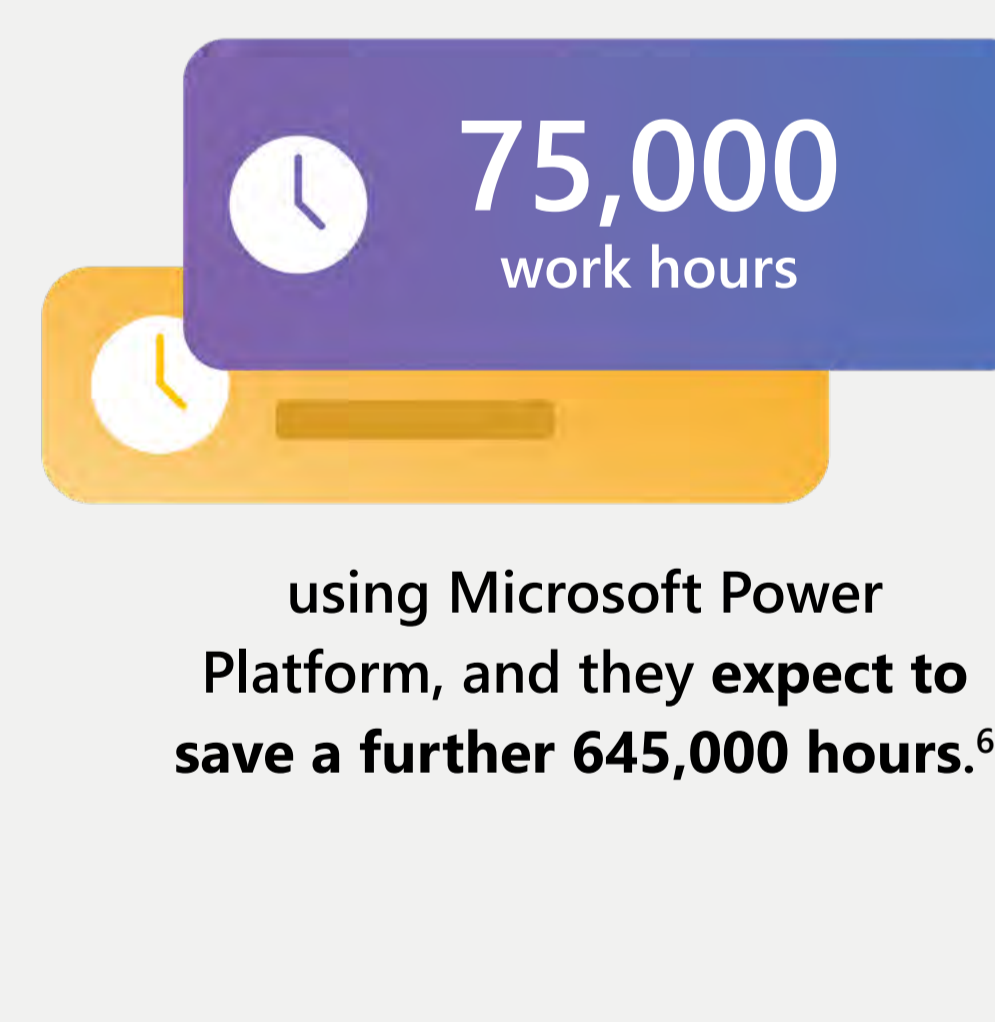 75,000
work hours
using Microsoft Power
Platform, and they expect to
save a further 645,000 hours.⁶